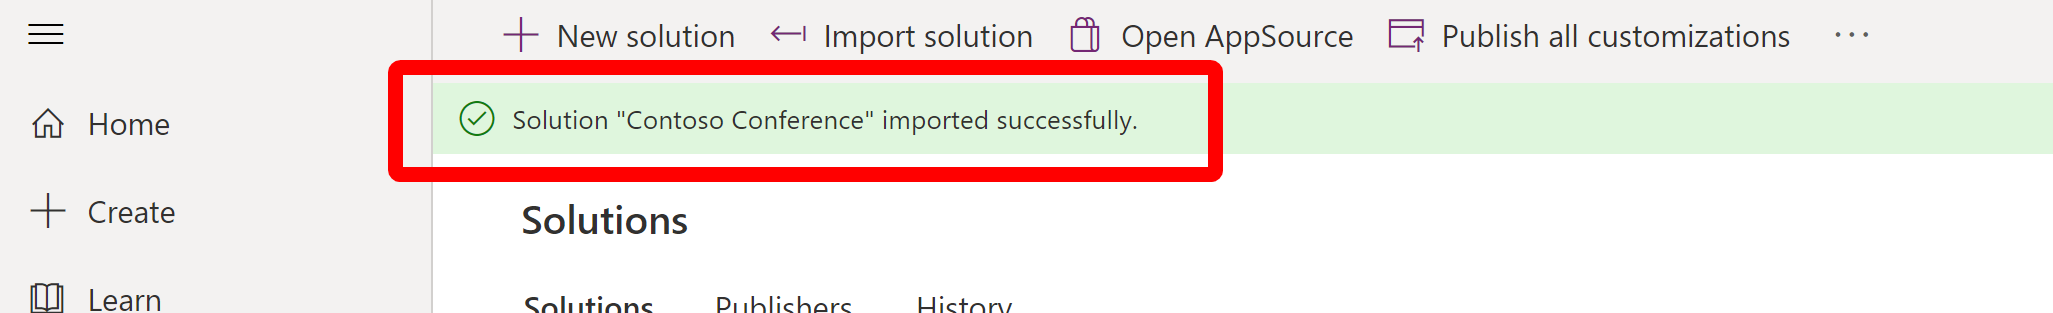 New solution Import solution Open AppSource Publish all customizations ...
Solution "Contoso Conference" imported successfully.
Home
Create
Learn
Solutions
Solutions Publishers History